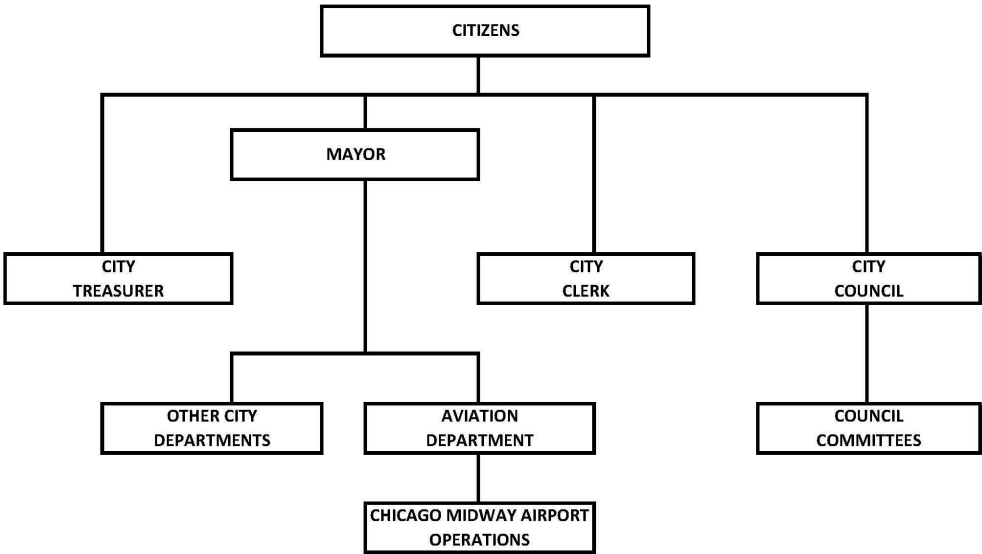 CITIZENS
MAYOR
CITY
TREASURER
CITY
CLERK
CITY
COUNCIL
OTHER CITY
DEPARTMENTS
AVIATION
DEPARTMENT
COUNCIL
COMMITTEES
CHICAGO MIDWAY AIRPORT
OPERATIONS